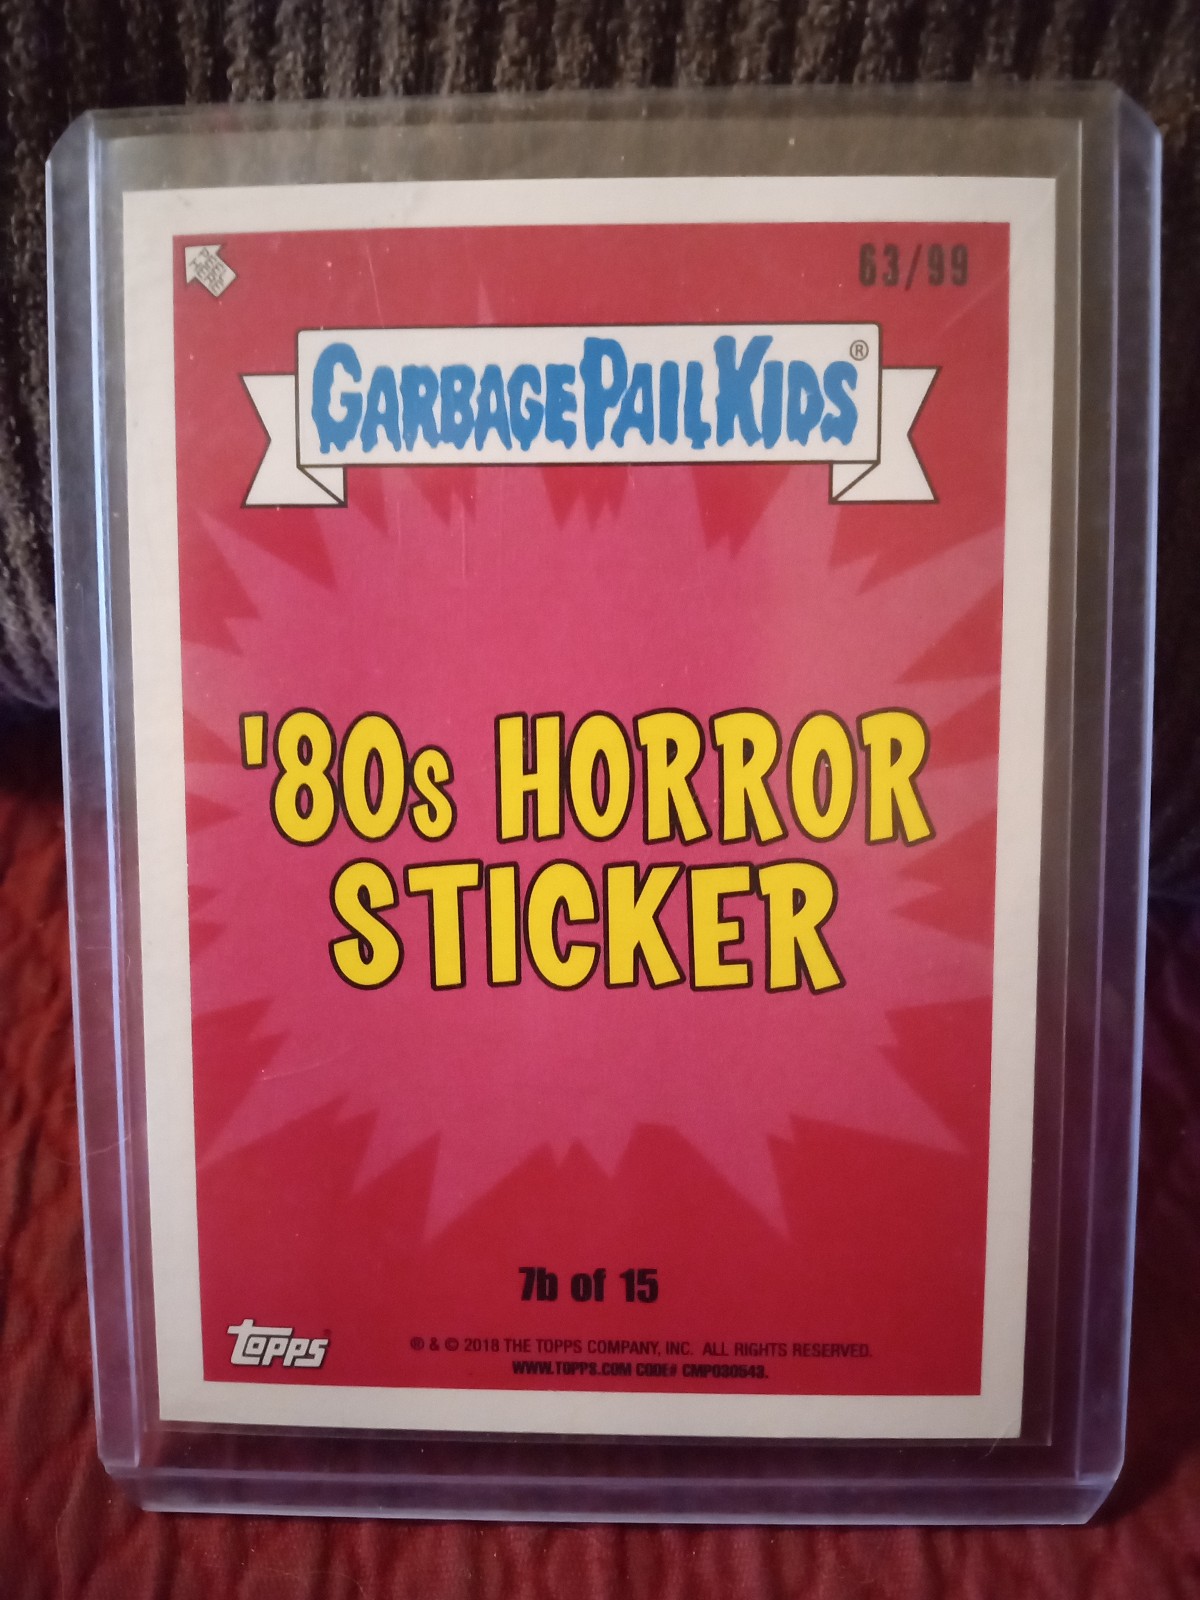 63/99
GARBAGE PAIL KIDS®
'80s HORROR
STICKER
7b of 15
topps
® & © 2018 THE TOPPS COMPANY, INC. ALL RIGHTS RESERVED.
WWW.TOPPS.COM CODE# CMP030543.